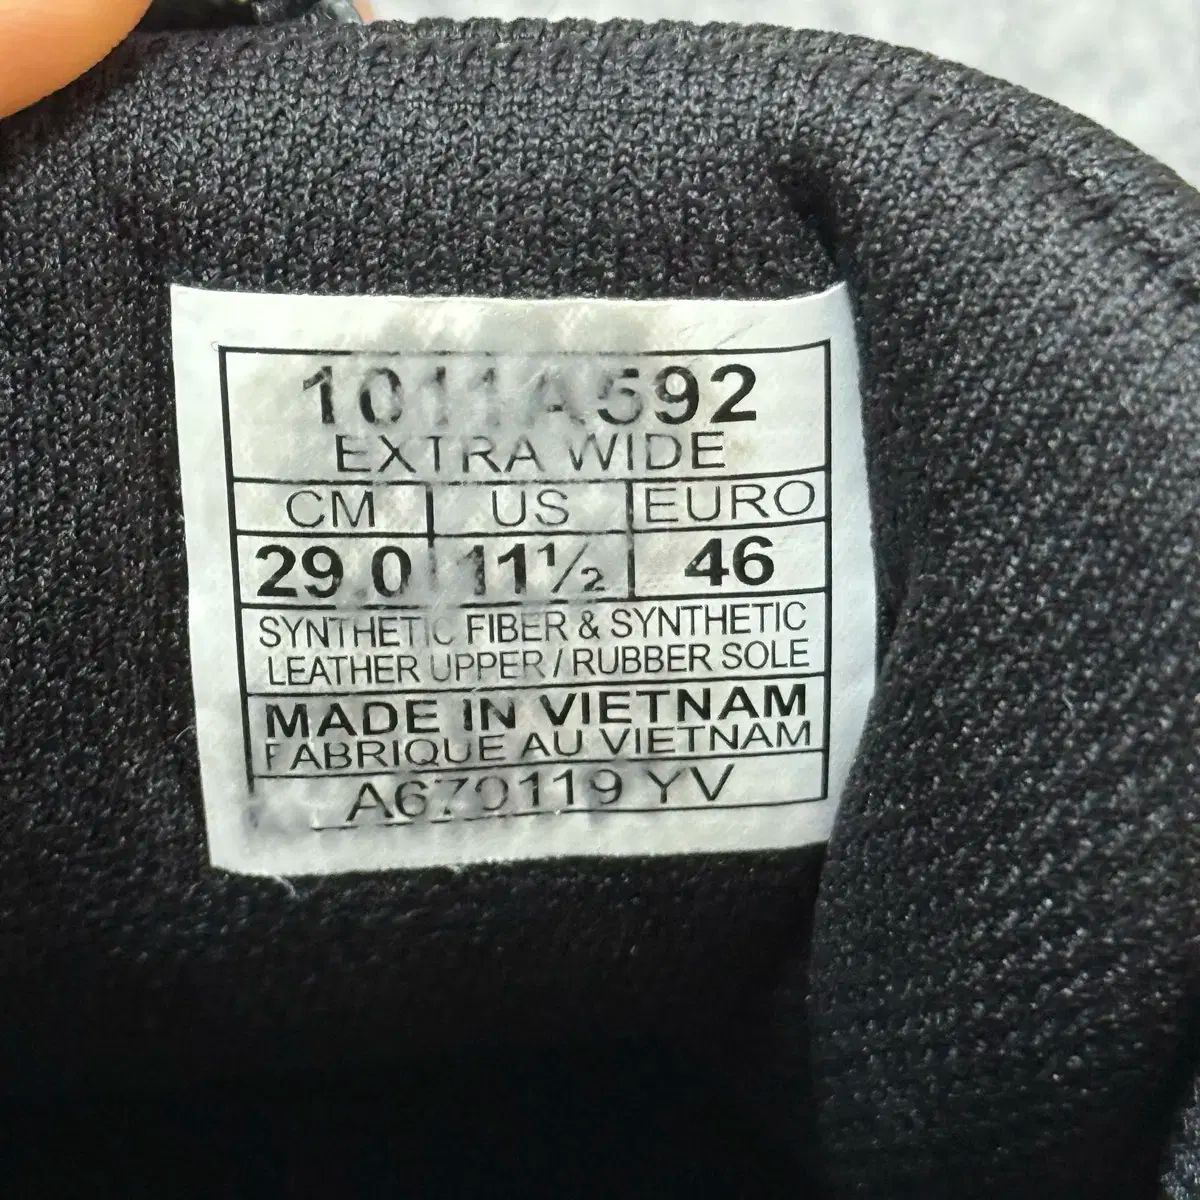 1011A592
EXTRA WIDE
CM US EURO
29.0 11½ 46
SYNTHETIC FIBER & SYNTHETIC
LEATHER UPPER / RUBBER SOLE
MADE IN VIETNAM
FABRIQUE AU VIETNAM
A670119 YV